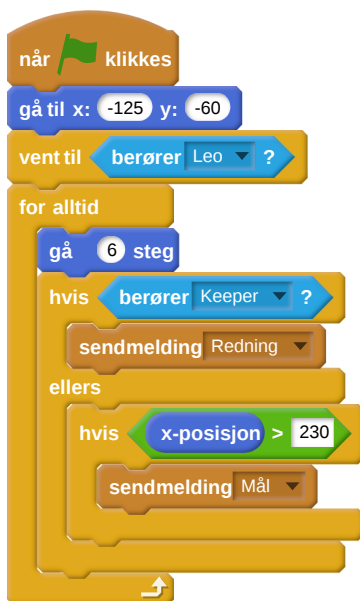 når klikkes
gå til x: -125 y: -60
vent til berører Leo ?
for alltid
gå 6 steg
hvis berører Keeper ?
sendmelding Redning
ellers
hvis x-posisjon > 230
sendmelding Mål